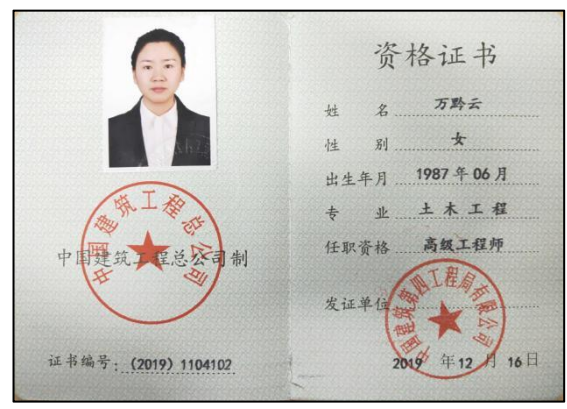 中国建筑工程总公司
中国建筑工程总公司制
证书编号：(2019) 1104102
资格证书
姓 名 万黔云
性 别 女
出生年月 1987年06月
专 业 土木工程
任职资格 高级工程师
发证单位
中国建筑第四工程局有限公司
2019 年 12 月 16 日